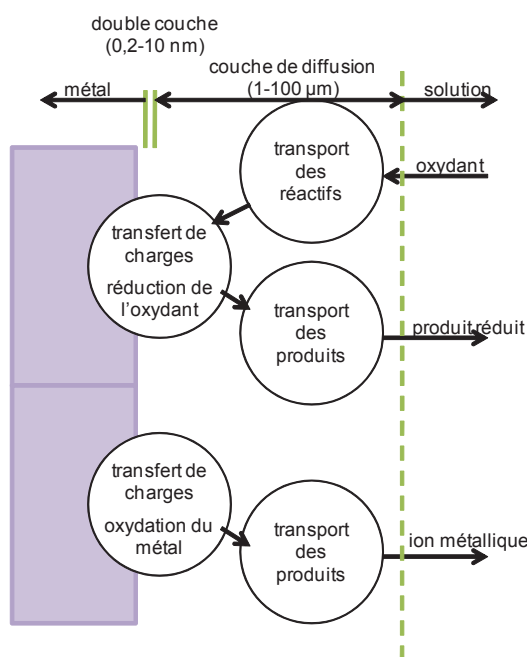 double couche
(0,2-10 nm)
couche de diffusion
(1-100 µm)
métal
solution
transport
des
réactifs
oxydant
transfert de
charges
réduction de
l’oxydant
transport
des
produits
produit réduit
transfert de
charges
oxydation du
métal
transport
des
produits
ion métallique